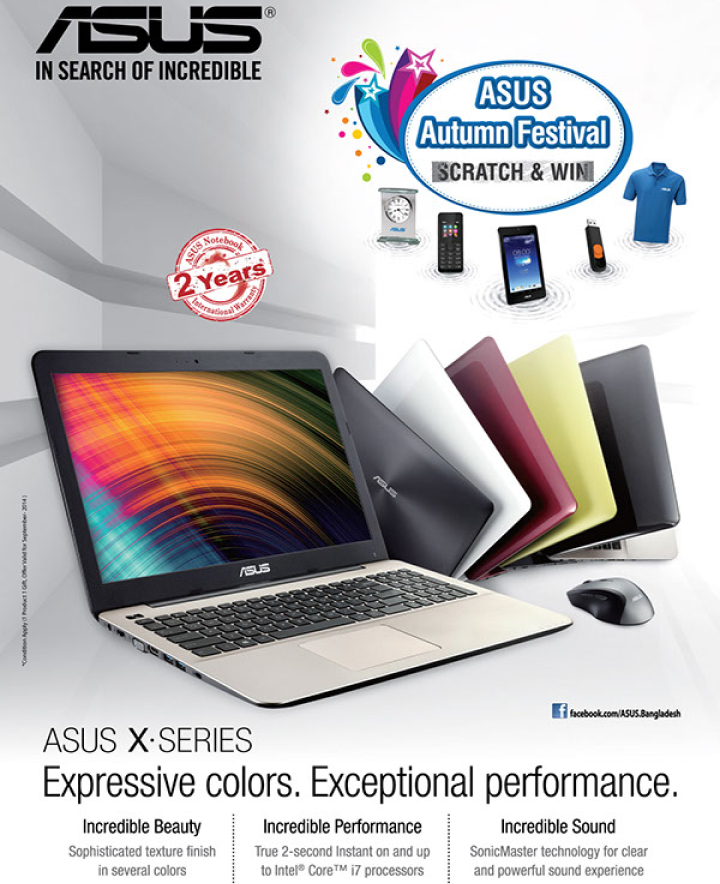 ASUS®
IN SEARCH OF INCREDIBLE
ASUS
Autumn Festival
SCRATCH & WIN
ASUS Notebook
2 Years
International Warranty
ASUS
ASUS
*Condition Apply (1 Product 1 Gift, Offer Valid for September- 2014)
facebook.com/ASUS.Bangladesh
ASUS X·SERIES
Expressive colors. Exceptional performance.
Incredible Beauty
Sophisticated texture finish
in several colors
Incredible Performance
True 2-second Instant on and up
to Intel® Core™ i7 processors
Incredible Sound
SonicMaster technology for clear
and powerful sound experience